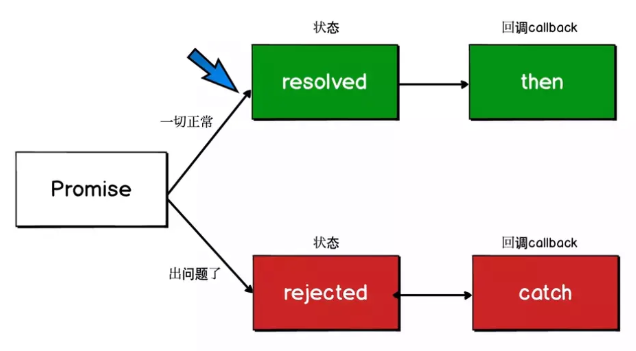 状态
回调callback
resolved
then
一切正常
Promise
状态
回调callback
出问题了
rejected
catch